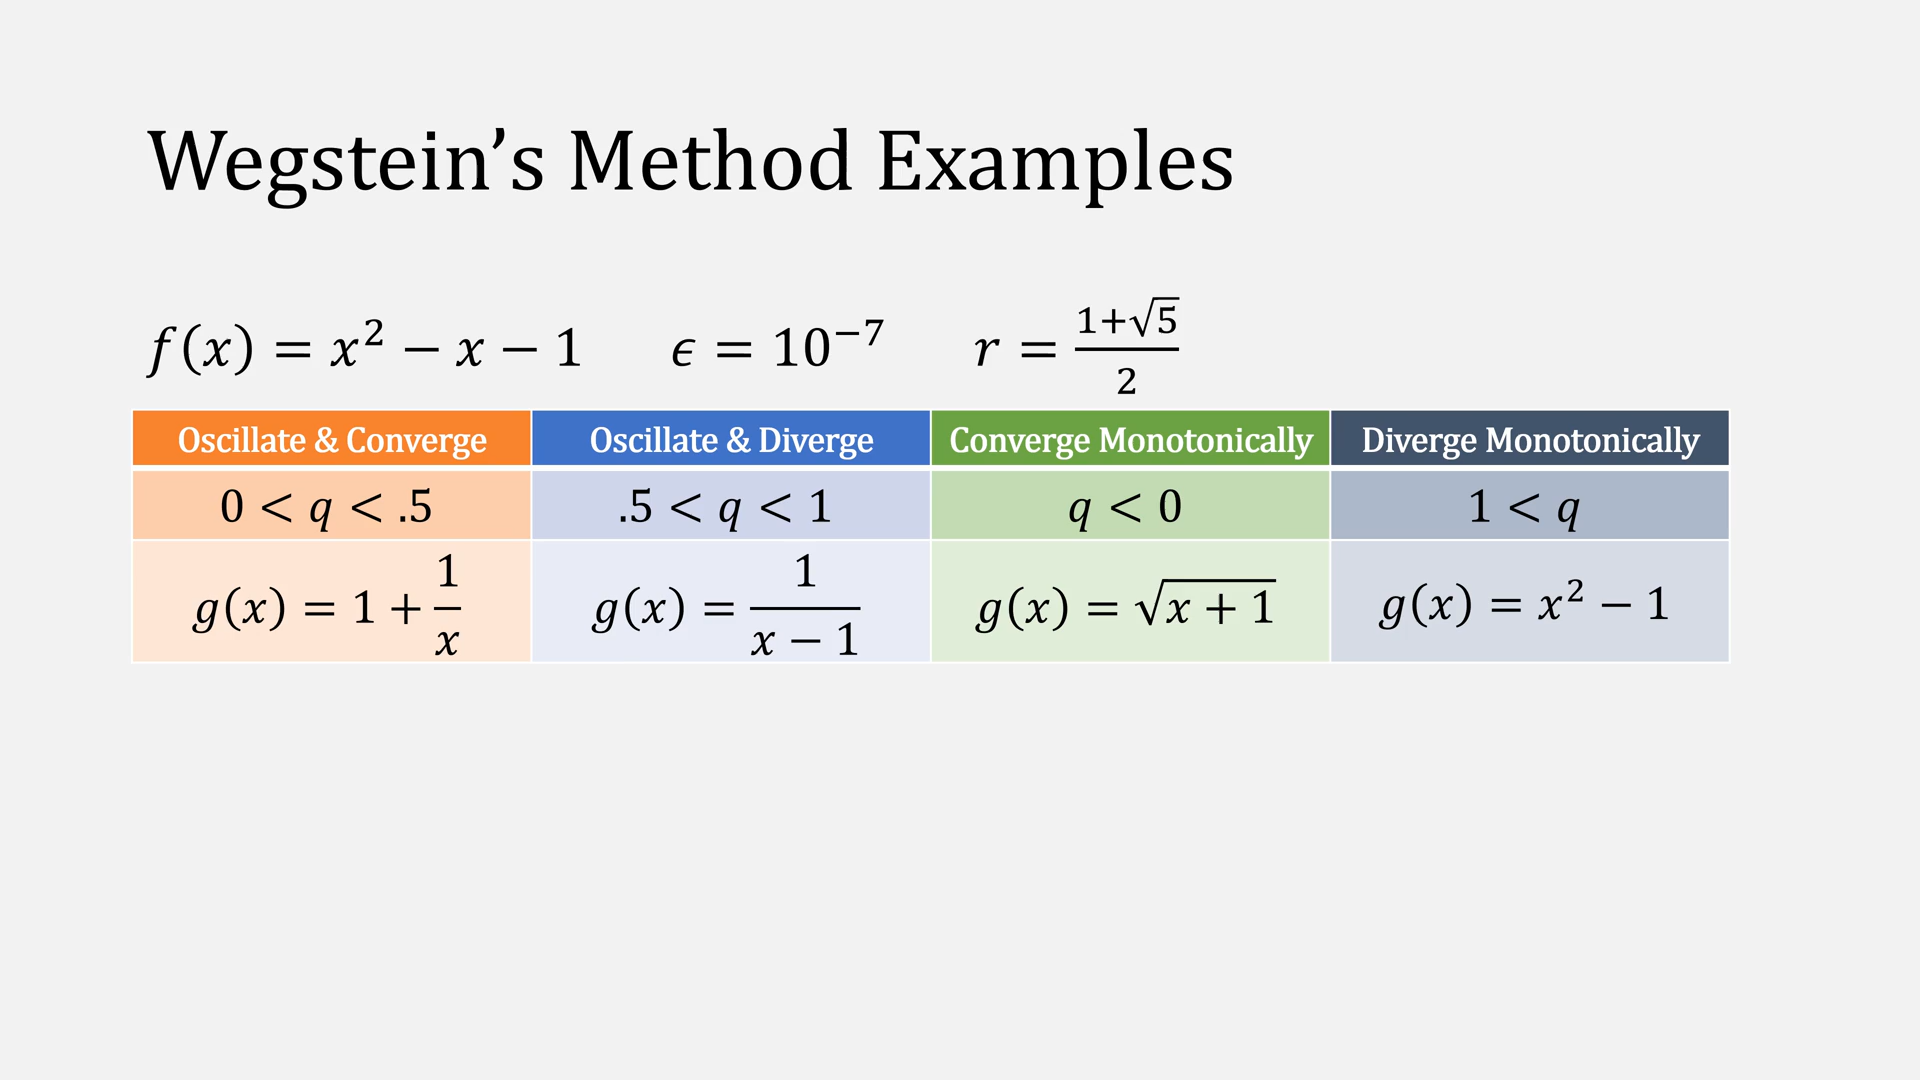 Wegstein’s Method Examples
f(x) = x² − x − 1 ϵ = 10⁻⁷ r = (1+√5)/2
Oscillate & Converge Oscillate & Diverge Converge Monotonically Diverge Monotonically
0 < q < .5 .5 < q < 1 q < 0 1 < q
g(x) = 1 + 1/x g(x) = 1/(x − 1) g(x) = √(x + 1) g(x) = x² − 1